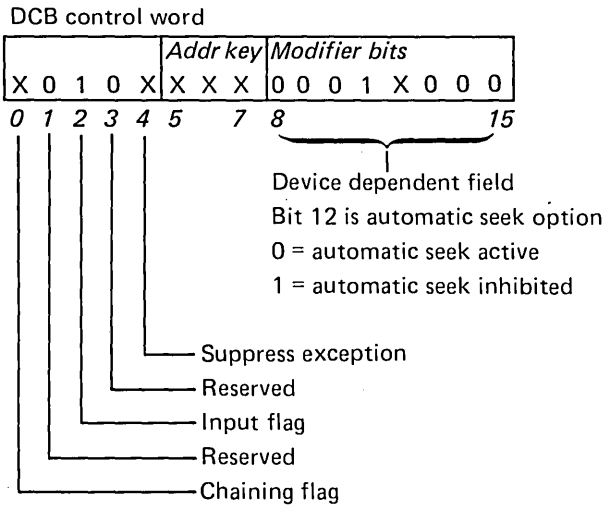 DCB control word
Addr key Modifier bits
X 0 1 0 X X X X 0 0 0 1 X 0 0 0
0 1 2 3 4 5 7 8 15
Device dependent field
Bit 12 is automatic seek option
0 = automatic seek active
1 = automatic seek inhibited
Suppress exception
Reserved
Input flag
Reserved
Chaining flag